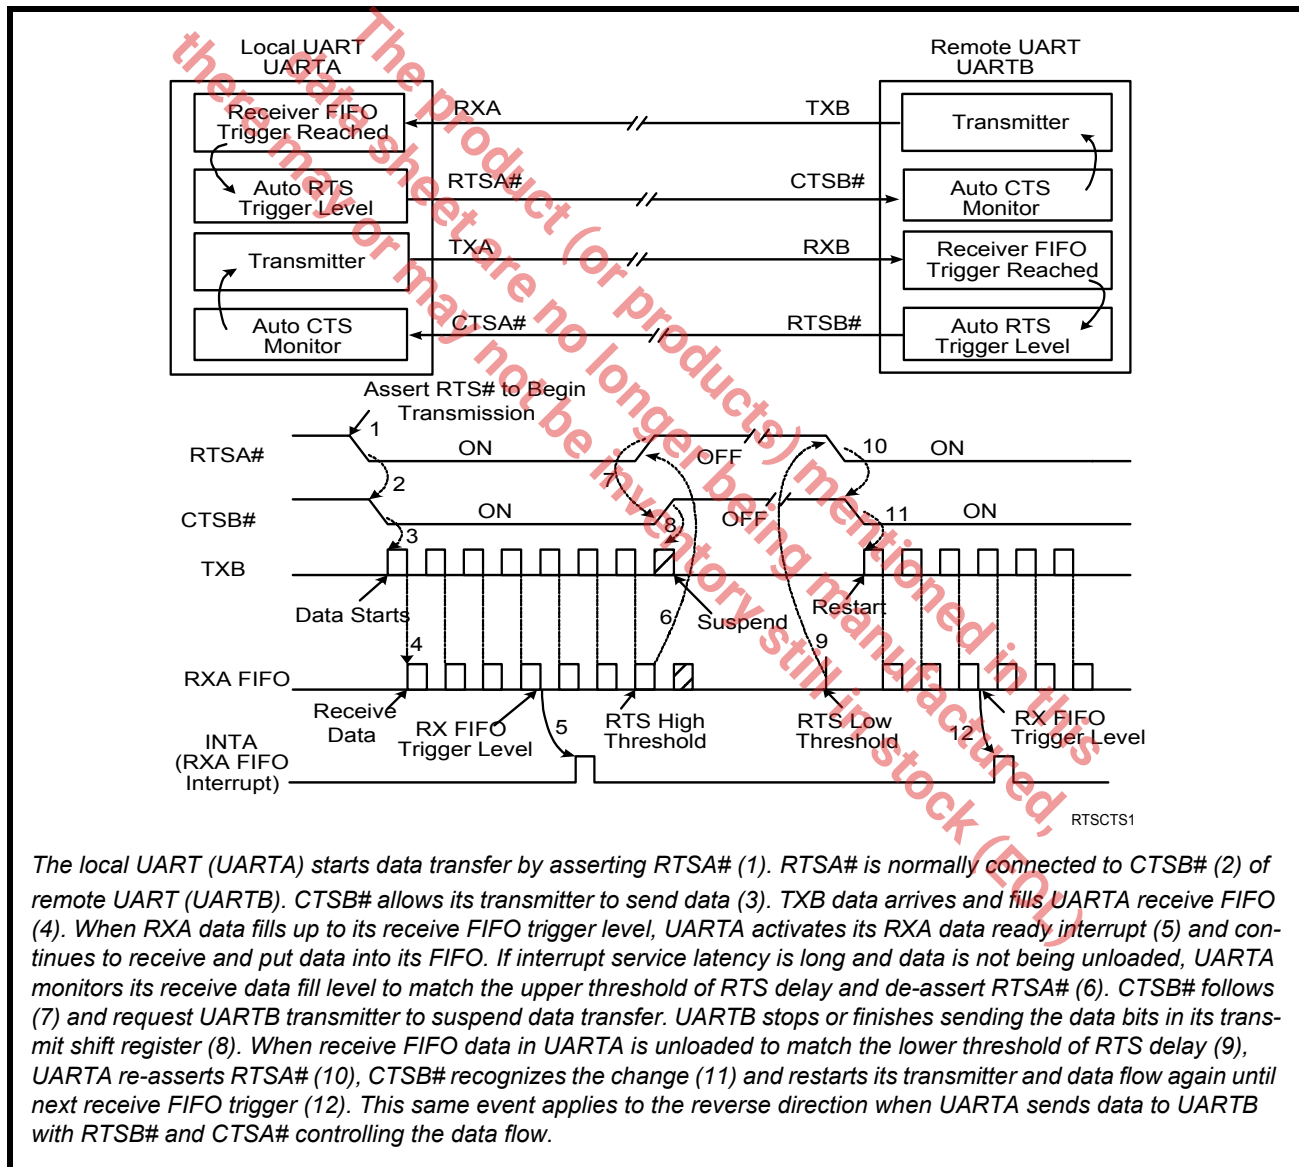 Local UART
UARTA
Remote UART
UARTB
Receiver FIFO
Trigger Reached
RXA
TXB
Transmitter
Auto RTS
Trigger Level
RTSA#
CTSB#
Auto CTS
Monitor
Transmitter
TXA
RXB
Receiver FIFO
Trigger Reached
Auto CTS
Monitor
CTSA#
RTSB#
Auto RTS
Trigger Level
Assert RTS# to Begin
Transmission
RTSA#
1
ON
7
OFF
10
ON
CTSB#
2
ON
8
OFF
11
ON
TXB
3
Data Starts
Suspend
Restart
4
6
9
RXA FIFO
Receive
Data
RX FIFO
Trigger Level
5
RTS High
Threshold
RTS Low
Threshold
RX FIFO
Trigger Level
12
INTA
(RXA FIFO
Interrupt)
RTSCTS1
The local UART (UARTA) starts data transfer by asserting RTSA# (1). RTSA# is normally connected to CTSB# (2) of
remote UART (UARTB). CTSB# allows its transmitter to send data (3). TXB data arrives and fills UARTA receive FIFO
(4). When RXA data fills up to its receive FIFO trigger level, UARTA activates its RXA data ready interrupt (5) and con-
tinues to receive and put data into its FIFO. If interrupt service latency is long and data is not being unloaded, UARTA
monitors its receive data fill level to match the upper threshold of RTS delay and de-assert RTSA# (6). CTSB# follows
(7) and request UARTB transmitter to suspend data transfer. UARTB stops or finishes sending the data bits in its trans-
mit shift register (8). When receive FIFO data in UARTA is unloaded to match the lower threshold of RTS delay (9),
UARTA re-asserts RTSA# (10), CTSB# recognizes the change (11) and restarts its transmitter and data flow again until
next receive FIFO trigger (12). This same event applies to the reverse direction when UARTA sends data to UARTB
with RTSB# and CTSA# controlling the data flow.
The product (or products) mentioned in this
data sheet are no longer being manufactured,
there may or may not be inventory still in stock (EOL)